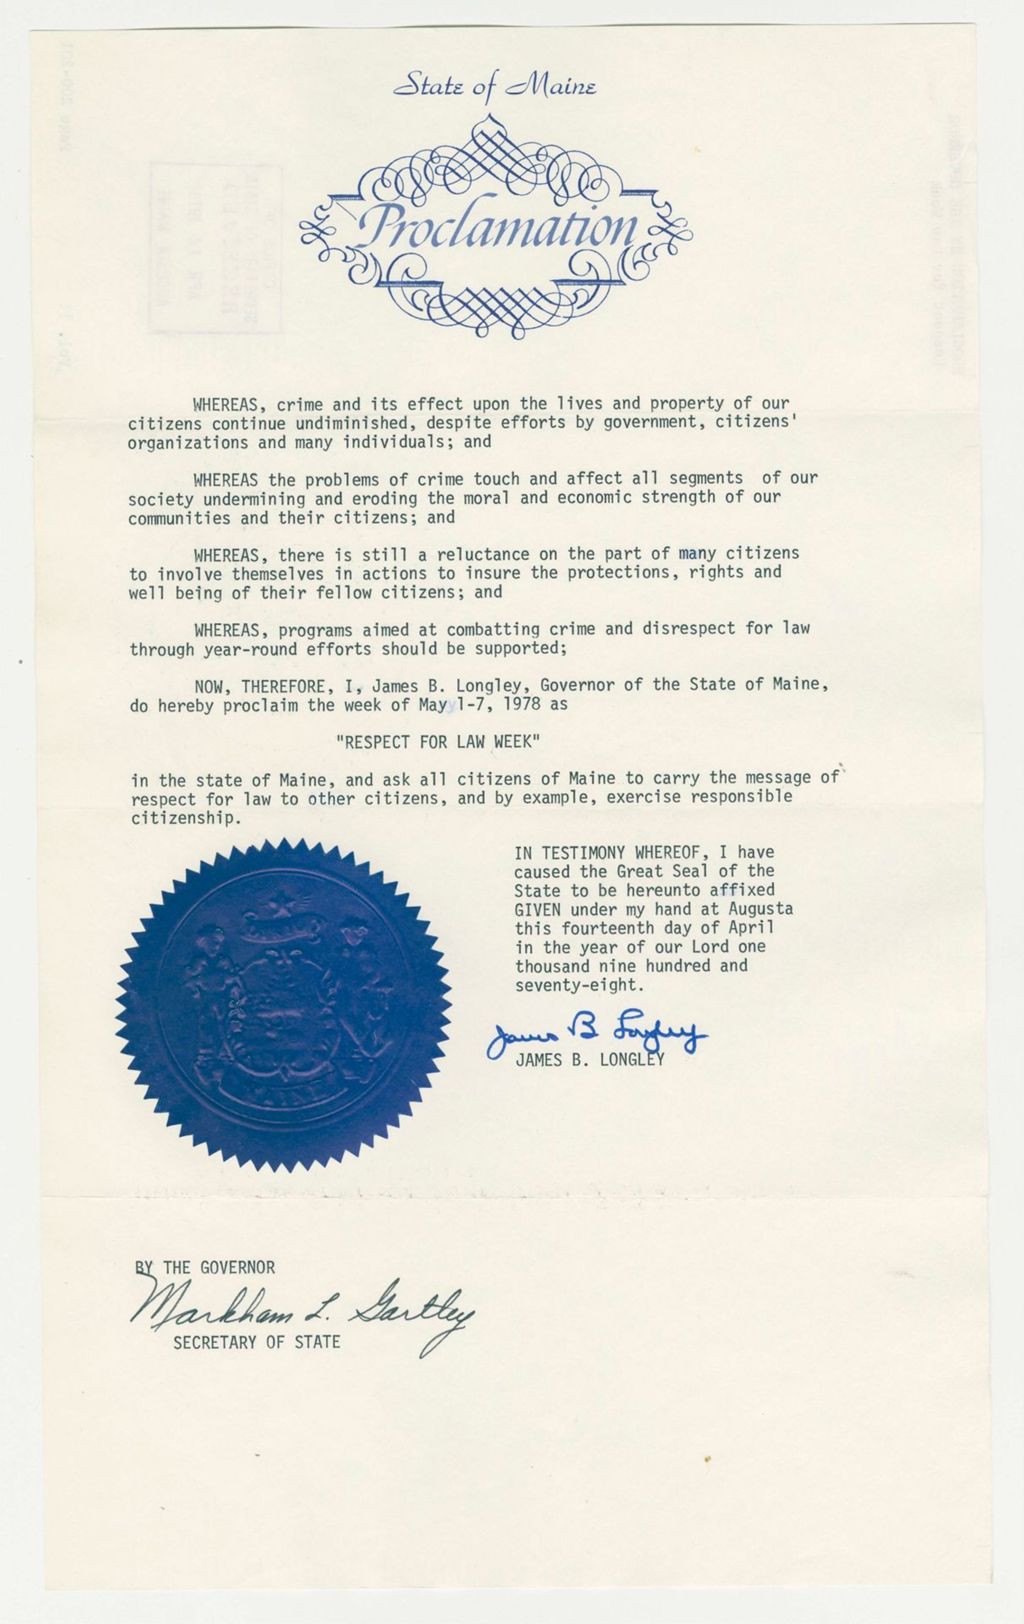 State of Maine
Proclamation
WHEREAS, crime and its effect upon the lives and property of our
citizens continue undiminished, despite efforts by government, citizens'
organizations and many individuals; and
WHEREAS the problems of crime touch and affect all segments of our
society undermining and eroding the moral and economic strength of our
communities and their citizens; and
WHEREAS, there is still a reluctance on the part of many citizens
to involve themselves in actions to insure the protections, rights and
well being of their fellow citizens; and
WHEREAS, programs aimed at combatting crime and disrespect for law
through year-round efforts should be supported;
NOW, THEREFORE, I, James B. Longley, Governor of the State of Maine,
do hereby proclaim the week of May 1-7, 1978 as
"RESPECT FOR LAW WEEK"
in the state of Maine, and ask all citizens of Maine to carry the message of
respect for law to other citizens, and by example, exercise responsible
citizenship.
IN TESTIMONY WHEREOF, I have
caused the Great Seal of the
State to be hereunto affixed
GIVEN under my hand at Augusta
this fourteenth day of April
in the year of our Lord one
thousand nine hundred and
seventy-eight.
James B Longley
JAMES B. LONGLEY
MAINE
BY THE GOVERNOR
Markham L. Gartley
SECRETARY OF STATE